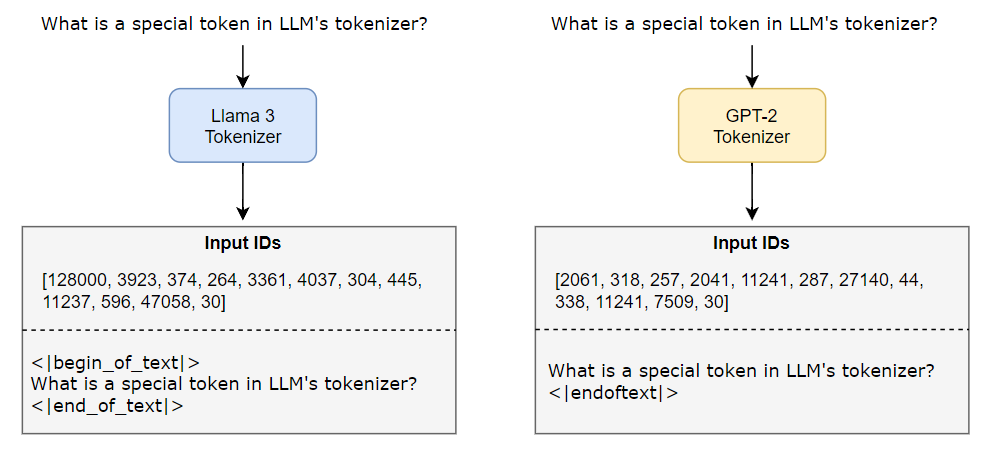 What is a special token in LLM's tokenizer?
Llama 3
Tokenizer
Input IDs
[128000, 3923, 374, 264, 3361, 4037, 304, 445,
11237, 596, 47058, 30]
<|begin_of_text|>
What is a special token in LLM's tokenizer?
<|end_of_text|>
What is a special token in LLM's tokenizer?
GPT-2
Tokenizer
Input IDs
[2061, 318, 257, 2041, 11241, 287, 27140, 44,
338, 11241, 7509, 30]
What is a special token in LLM's tokenizer?
<|endoftext|>